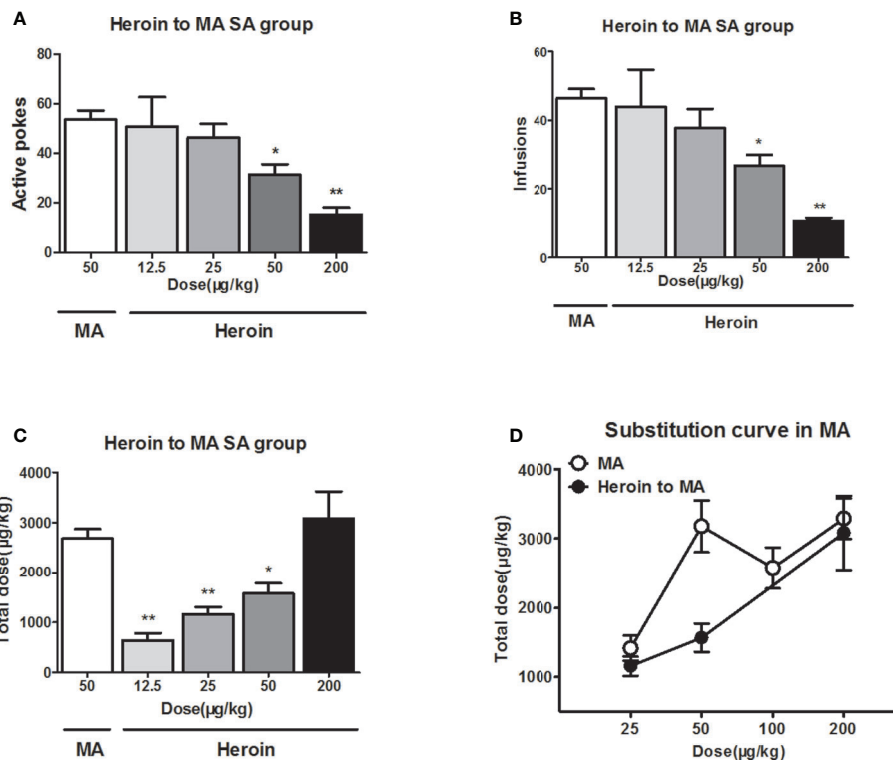 A
Heroin to MA SA group
80
60
40
20
0
Active pokes
*
**
50 12.5 25 50 200
Dose(µg/kg)
MA Heroin
B
Heroin to MA SA group
60
40
20
0
Infusions
*
**
50 12.5 25 50 200
Dose(µg/kg)
MA Heroin
C
Heroin to MA SA group
4000
3000
2000
1000
0
Total dose(µg/kg)
**
**
*
50 12.5 25 50 200
Dose(µg/kg)
MA Heroin
D
Substitution curve in MA
MA
Heroin to MA
4000
3000
2000
1000
Total dose(µg/kg)
25 50 100 200
Dose(µg/kg)